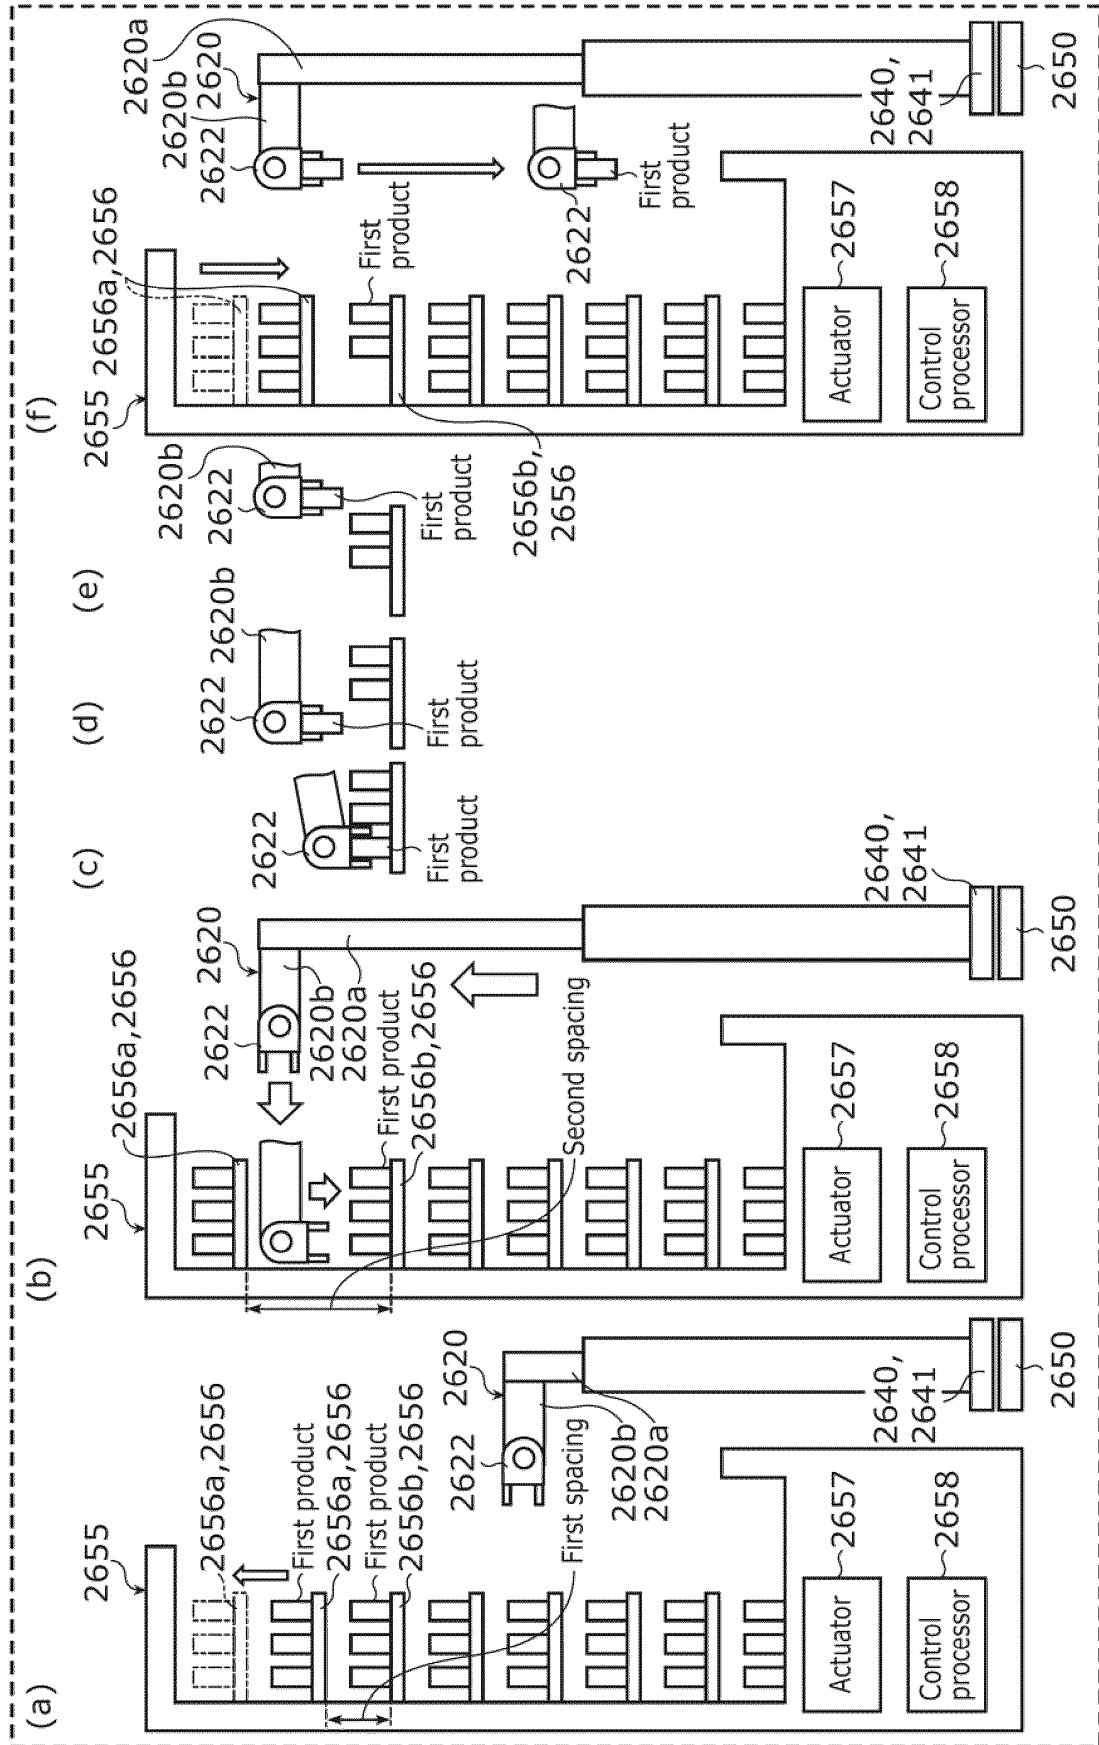 (a)
2655
2656a,2656
First product
2656a,2656
First product
2656b,2656
First spacing
2622
2620
2620b
2620a
2640,
2641
2650
Actuator
2657
Control
processor
2658
(b)
2655
2656a,2656
2622
2620
2620b
2620a
First product
2656b,2656
Second spacing
2640,
2641
2650
Actuator
2657
Control
processor
2658
(c)
2622
First
product
(d)
2622
2620b
First
product
(e)
2620b
2622
First
product
(f)
2655
2656a,2656
2622
2620b
2620
2620a
First
product
2656b,
2656
2622
First
product
2640,
2641
2650
Actuator
2657
Control
processor
2658